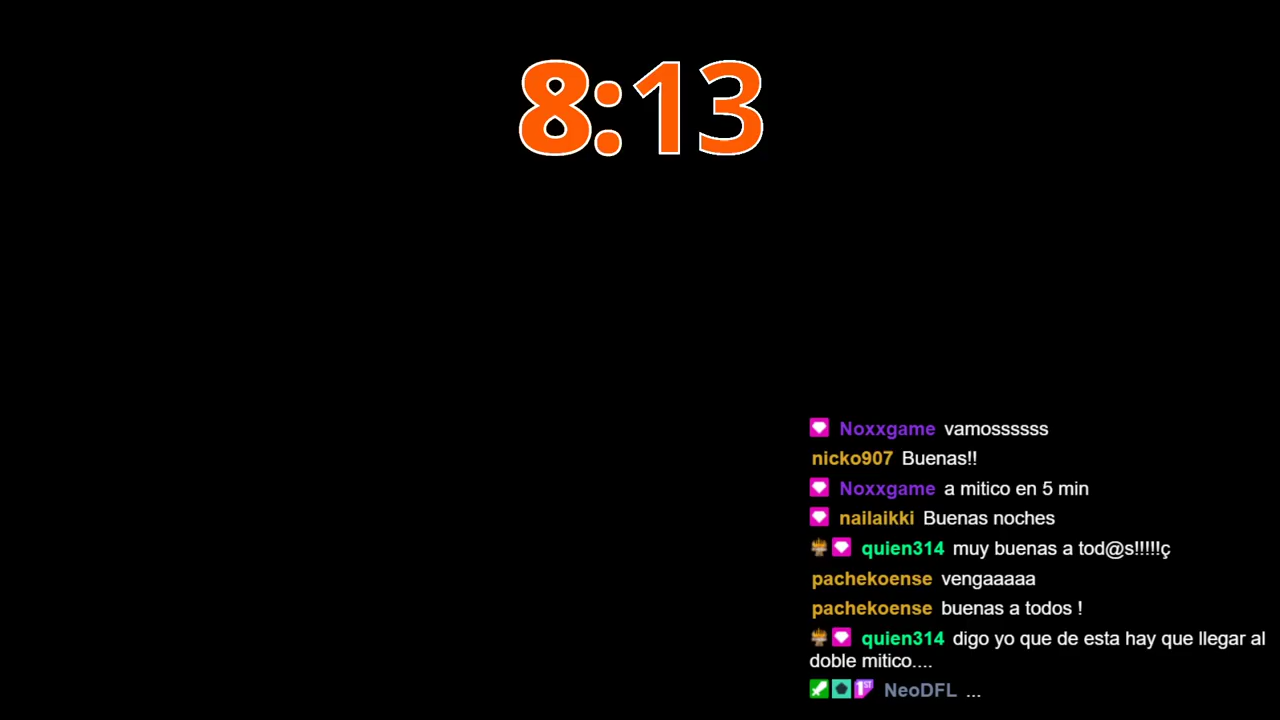 8:13
Noxxgame vamossssss
nicko907 Buenas!!
Noxxgame a mitico en 5 min
nailaikki Buenas noches
quien314 muy buenas a tod@s!!!!!ç
pachekoense vengaaaaa
pachekoense buenas a todos !
quien314 digo yo que de esta hay que llegar al
doble mitico....
1ST NeoDFL ...